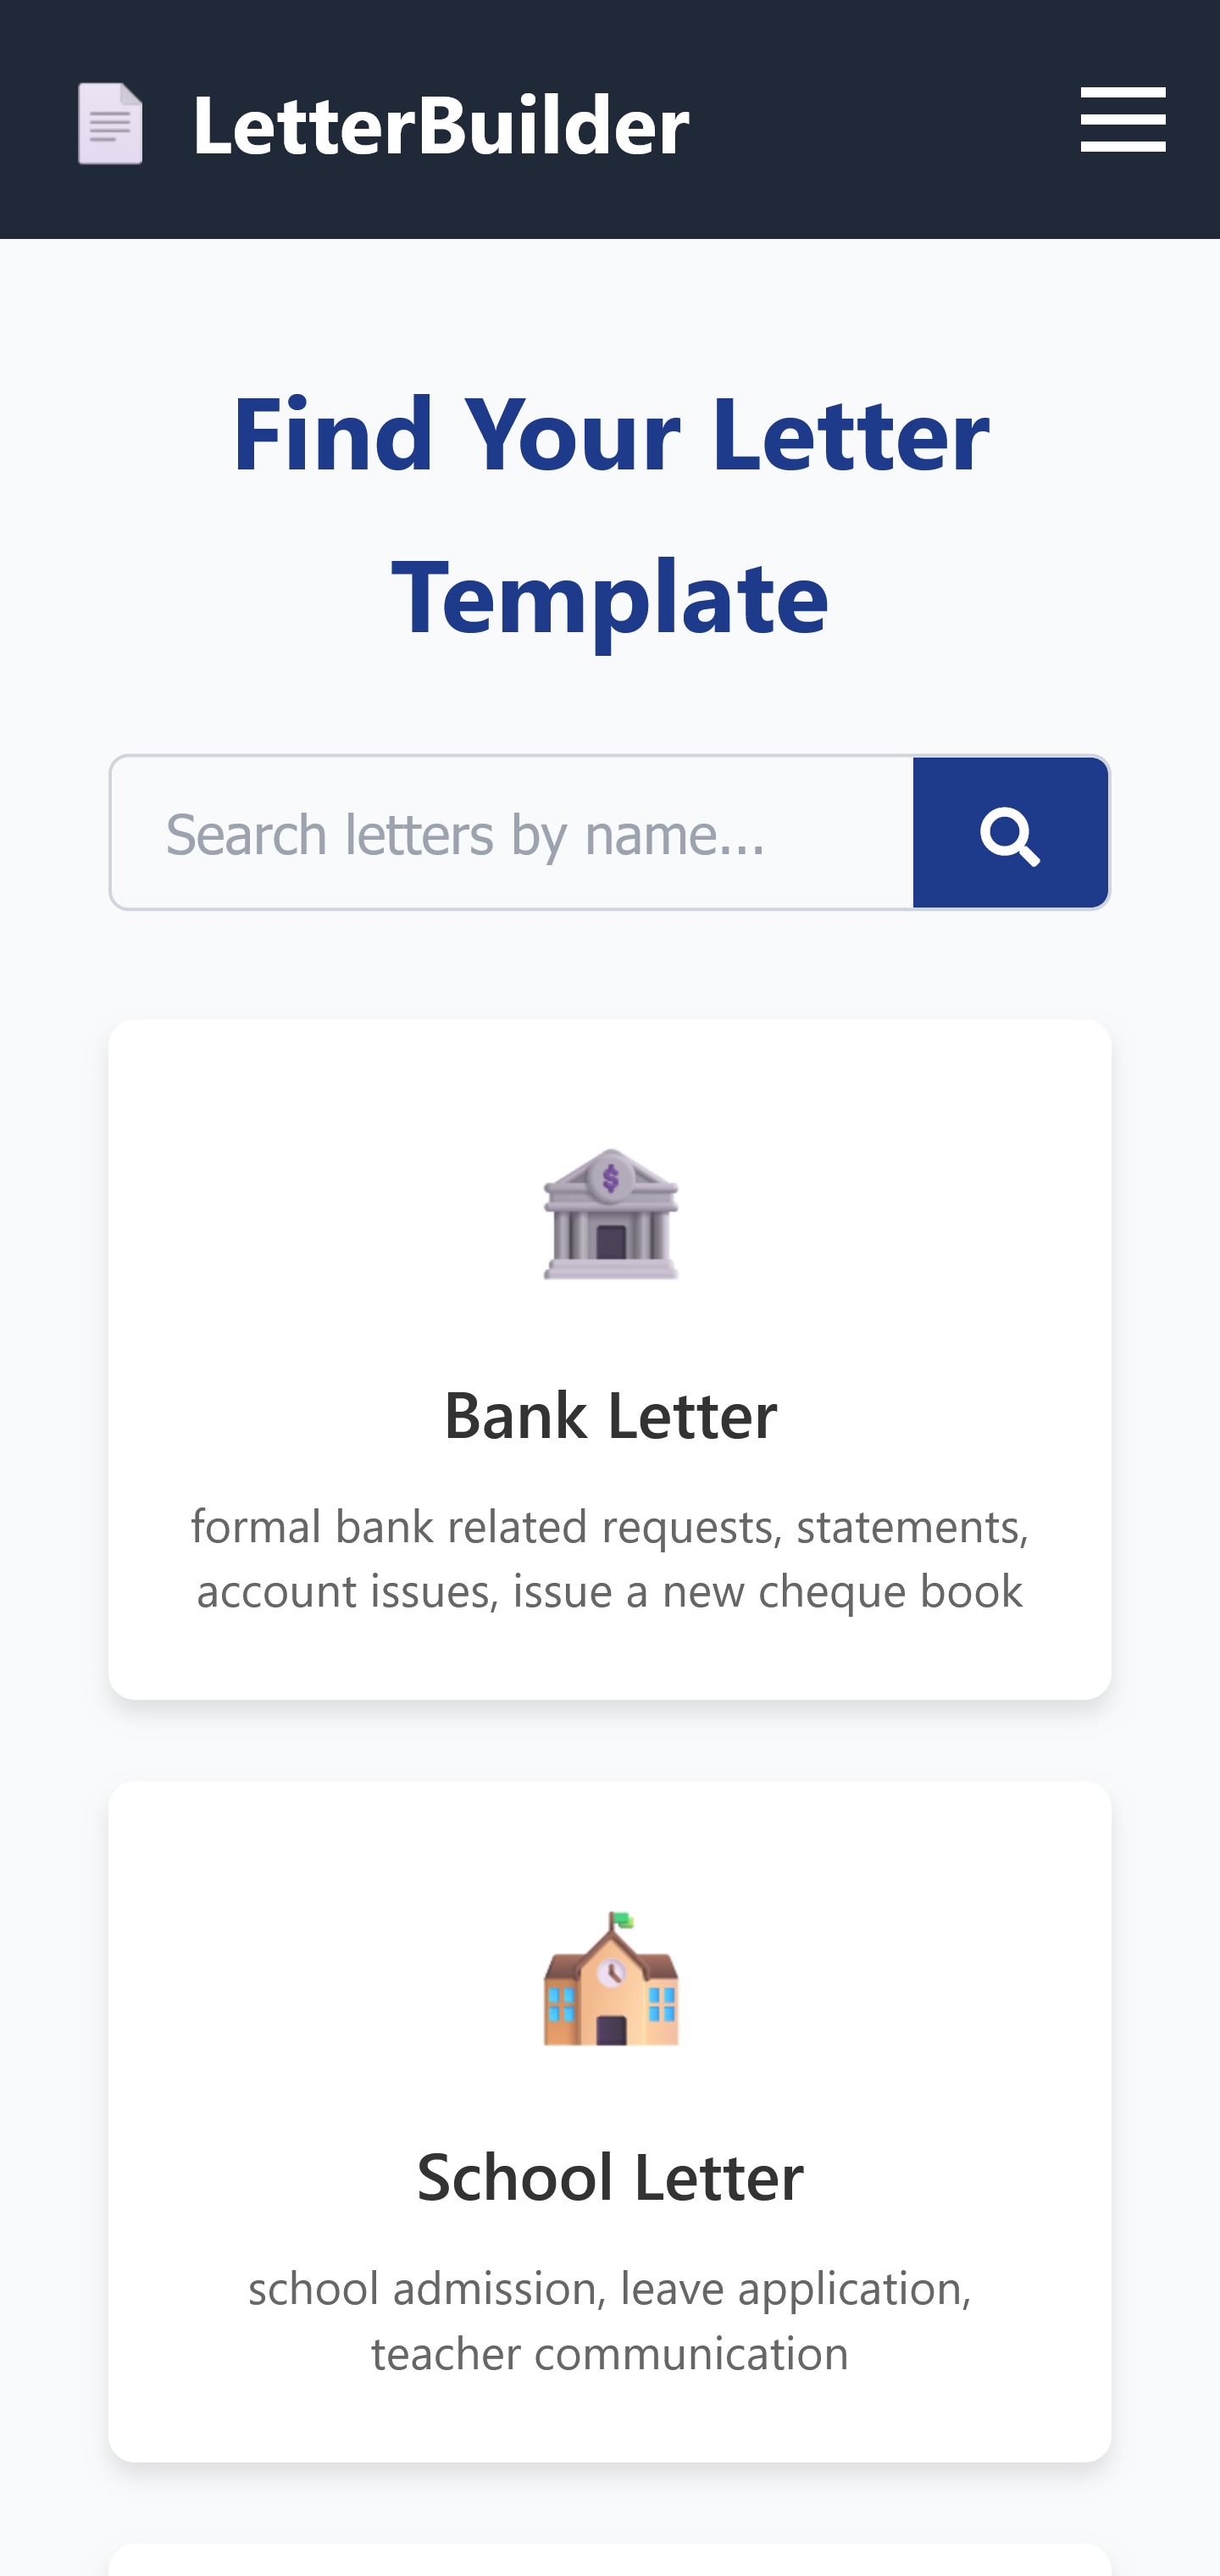 LetterBuilder
Find Your Letter
Template
Search letters by name...
$
Bank Letter
formal bank related requests, statements,
account issues, issue a new cheque book
School Letter
school admission, leave application,
teacher communication